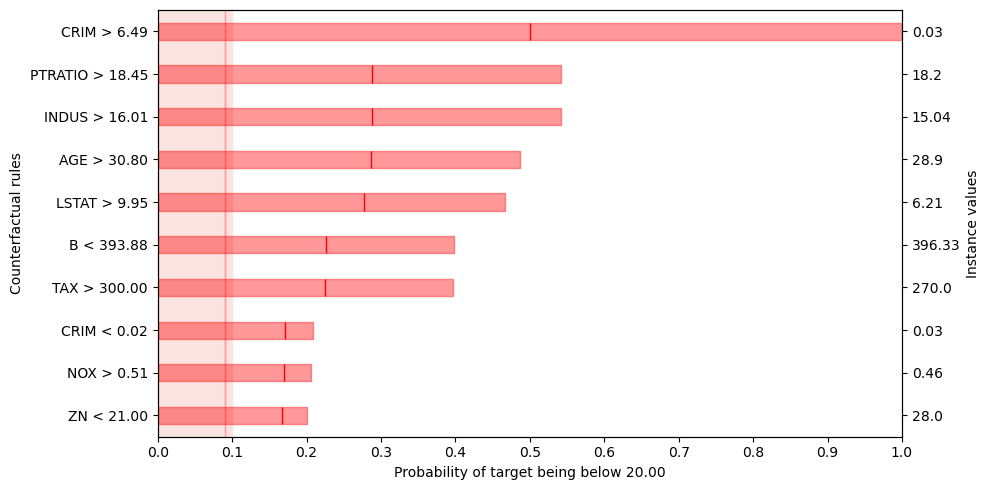 Counterfactual rules
CRIM > 6.49 0.03
PTRATIO > 18.45 18.2
INDUS > 16.01 15.04
AGE > 30.80 28.9
LSTAT > 9.95 6.21
B < 393.88 396.33
TAX > 300.00 270.0
CRIM < 0.02 0.03
NOX > 0.51 0.46
ZN < 21.00 28.0
Instance values
0.0 0.1 0.2 0.3 0.4 0.5 0.6 0.7 0.8 0.9 1.0
Probability of target being below 20.00